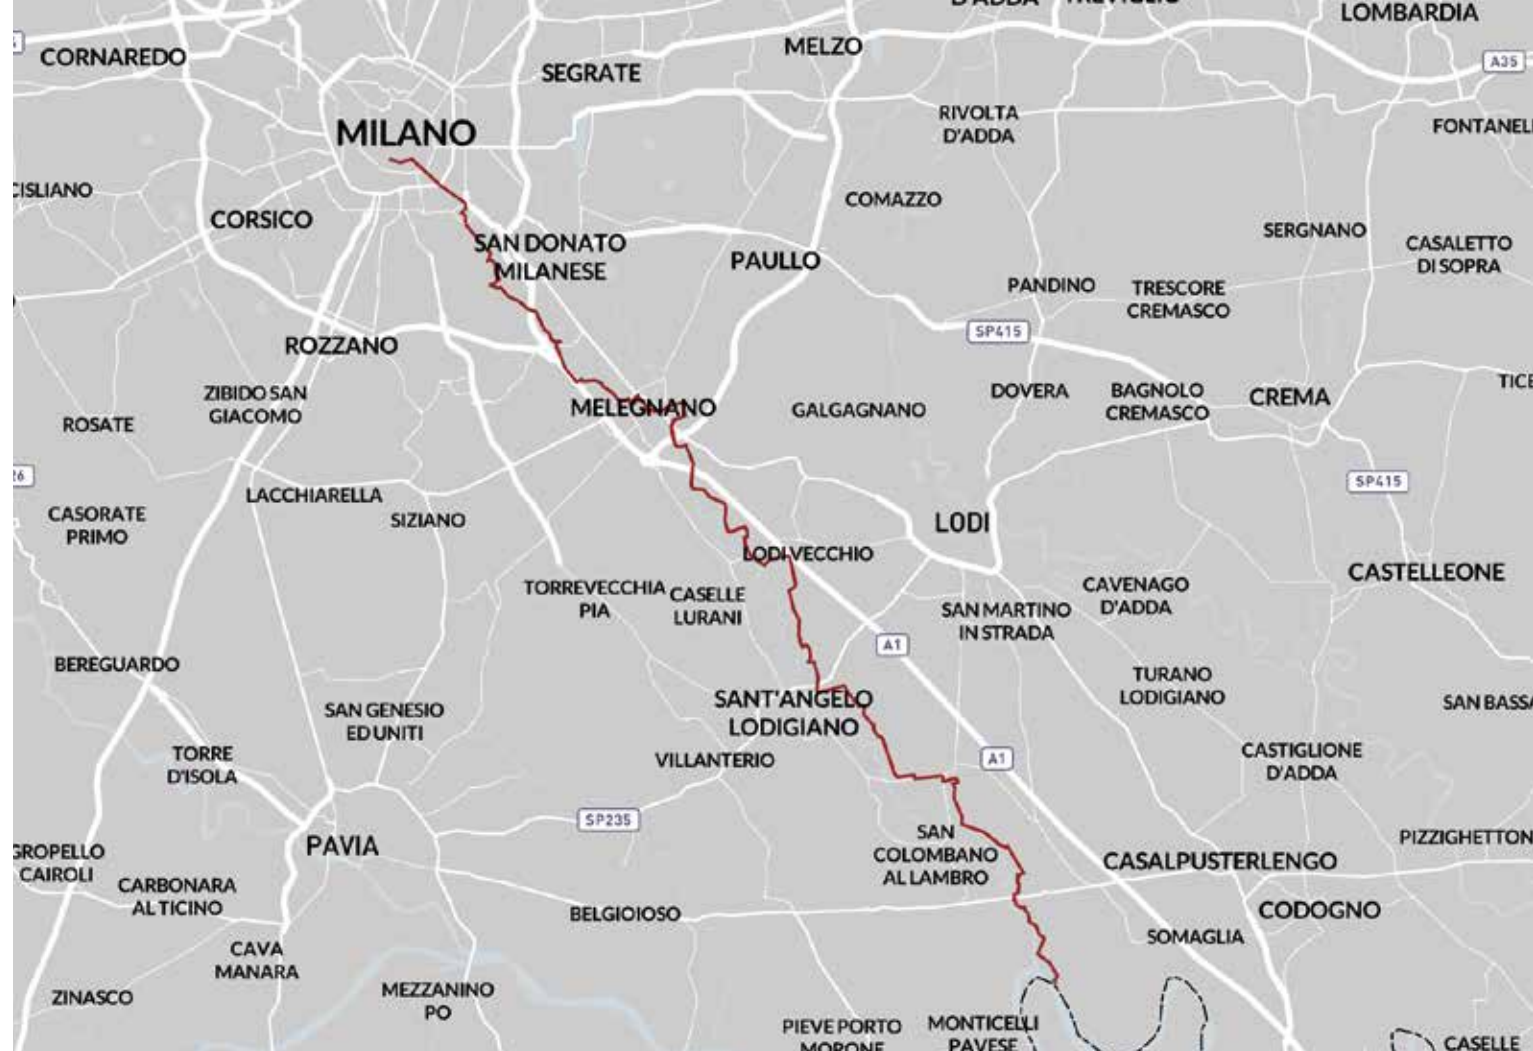 D'ADDA TREVIGLIO
LOMBARDIA
CORNAREDO
MELZO
SEGRATE
A35
MILANO
RIVOLTA
D'ADDA
CISLIANO
COMAZZO
CORSICO
SAN DONATO
MILANESE
PAULLO
SERGNANO
CASALETTO
DI SOPRA
PANDINO
TRESCORE
CREMASCO
SP415
ROZZANO
ZIBIDO SAN
GIACOMO
ROSATE
MELEGNANO
GALGAGNANO
DOVERA
BAGNOLO
CREMASCO
CREMA
SP415
LACCHIARELLA
SIZIANO
CASORATE
PRIMO
LODI
LODI VECCHIO
CASTELLEONE
TORREVECCHIA
PIA
CASELLE
LURANI
CAVENAGO
D'ADDA
SAN MARTINO
IN STRADA
A1
BEREGUARDO
TURANO
LODIGIANO
SANT'ANGELO
LODIGIANO
SAN GENESIO
ED UNITI
VILLANTERIO
TORRE
D'ISOLA
A1
CASTIGLIONE
D'ADDA
SP235
PAVIA
SAN
COLOMBANO
AL LAMBRO
CASALPUSTERLENGO
GROPELLO
CAIROLI
CARBONARA
AL TICINO
BELGIOIOSO
CODOGNO
SOMAGLIA
CAVA
MANARA
ZINASCO
MEZZANINO
PO
PIEVE PORTO
MORONE
MONTICELLI
PAVESE
CASELLE